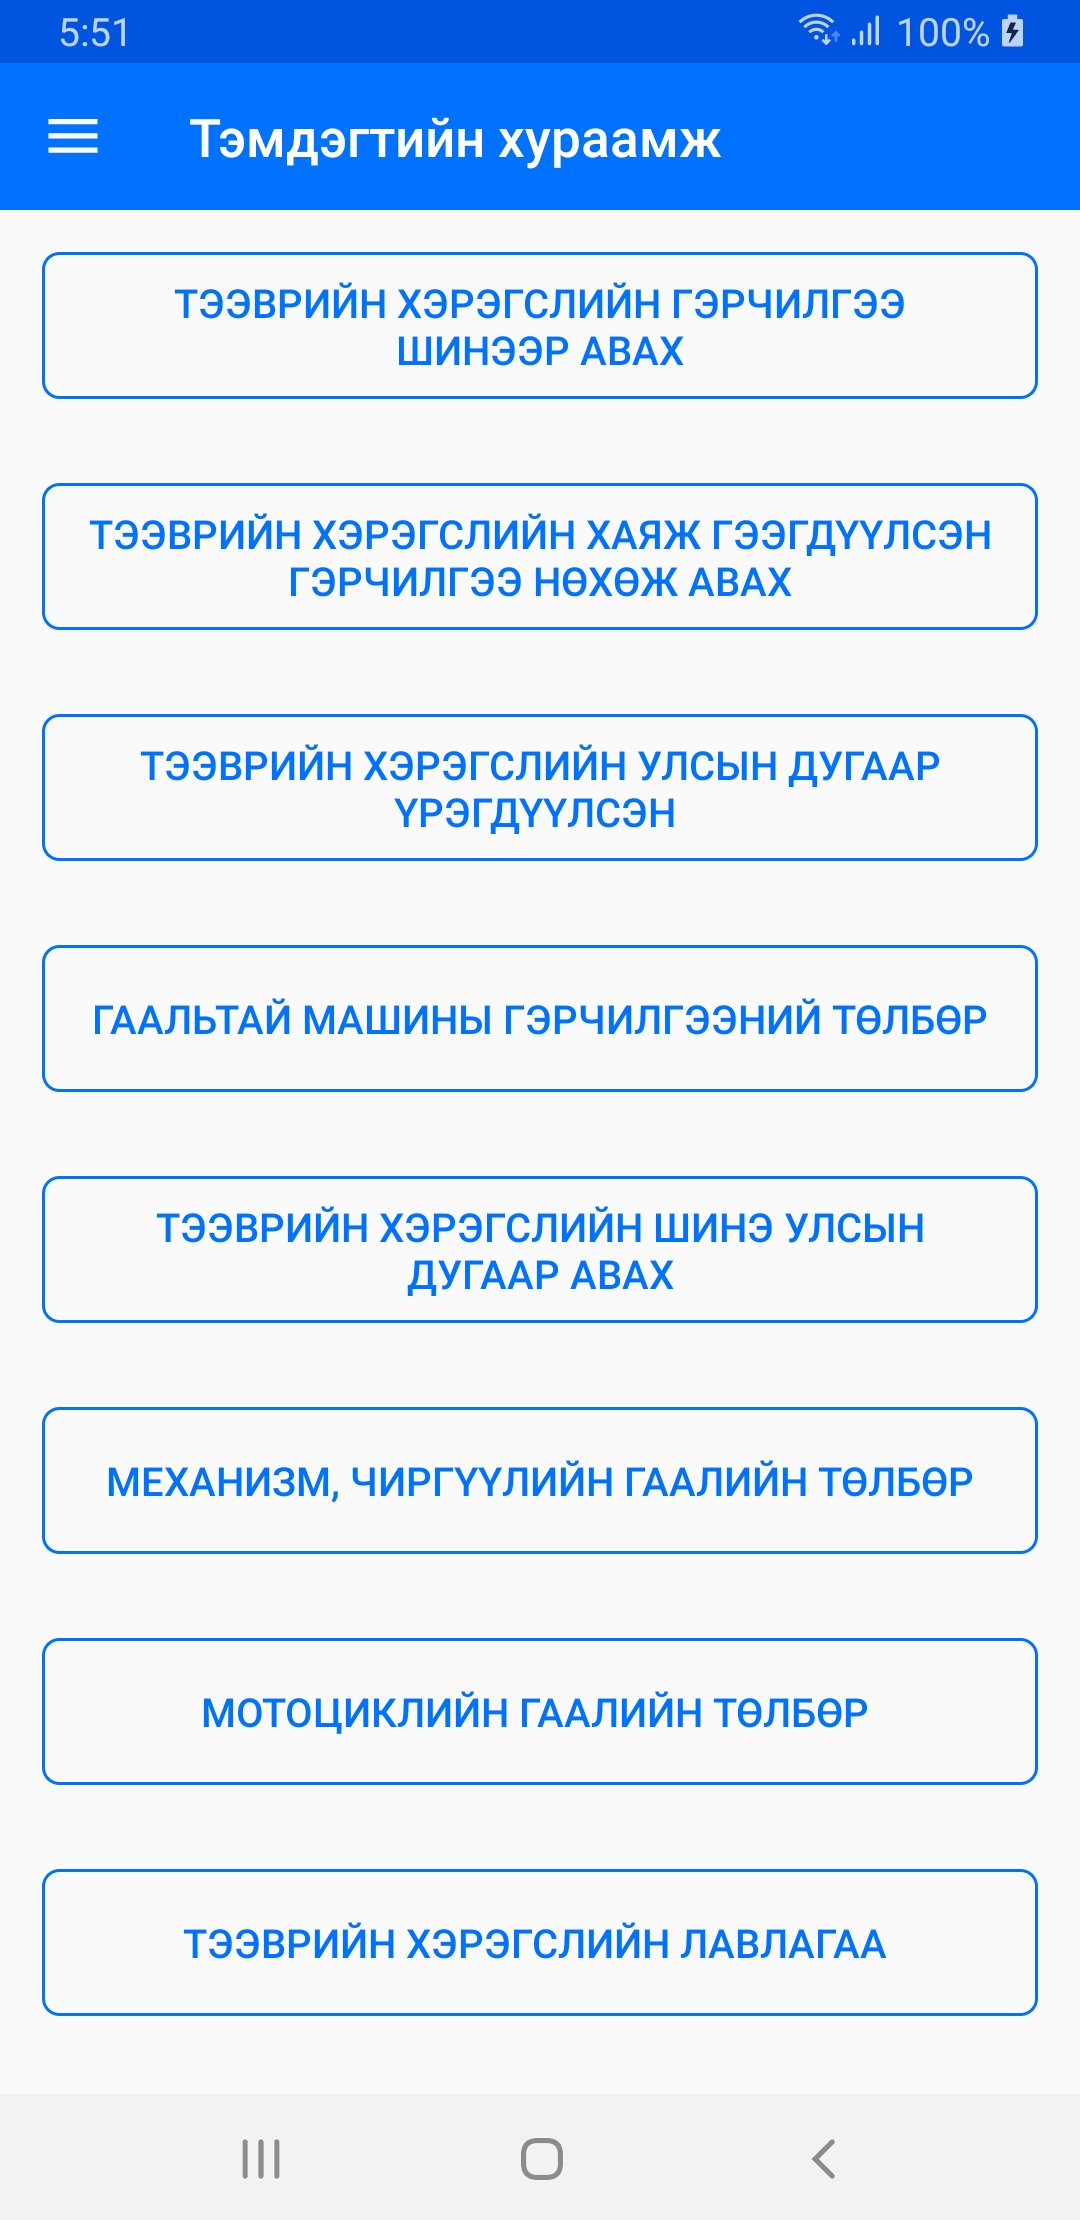 5:51
100%
Тэмдэгтийн хураамж
ТЭЭВРИЙН ХЭРЭГСЛИЙН ГЭРЧИЛГЭЭ
ШИНЭЭР АВАХ
ТЭЭВРИЙН ХЭРЭГСЛИЙН ХАЯЖ ГЭЭГДҮҮЛСЭН
ГЭРЧИЛГЭЭ НӨХӨЖ АВАХ
ТЭЭВРИЙН ХЭРЭГСЛИЙН УЛСЫН ДУГААР
ҮРЭГДҮҮЛСЭН
ГААЛЬТАЙ МАШИНЫ ГЭРЧИЛГЭЭНИЙ ТӨЛБӨР
ТЭЭВРИЙН ХЭРЭГСЛИЙН ШИНЭ УЛСЫН
ДУГААР АВАХ
МЕХАНИЗМ, ЧИРГҮҮЛИЙН ГААЛИЙН ТӨЛБӨР
МОТОЦИКЛИЙН ГААЛИЙН ТӨЛБӨР
ТЭЭВРИЙН ХЭРЭГСЛИЙН ЛАВЛАГАА